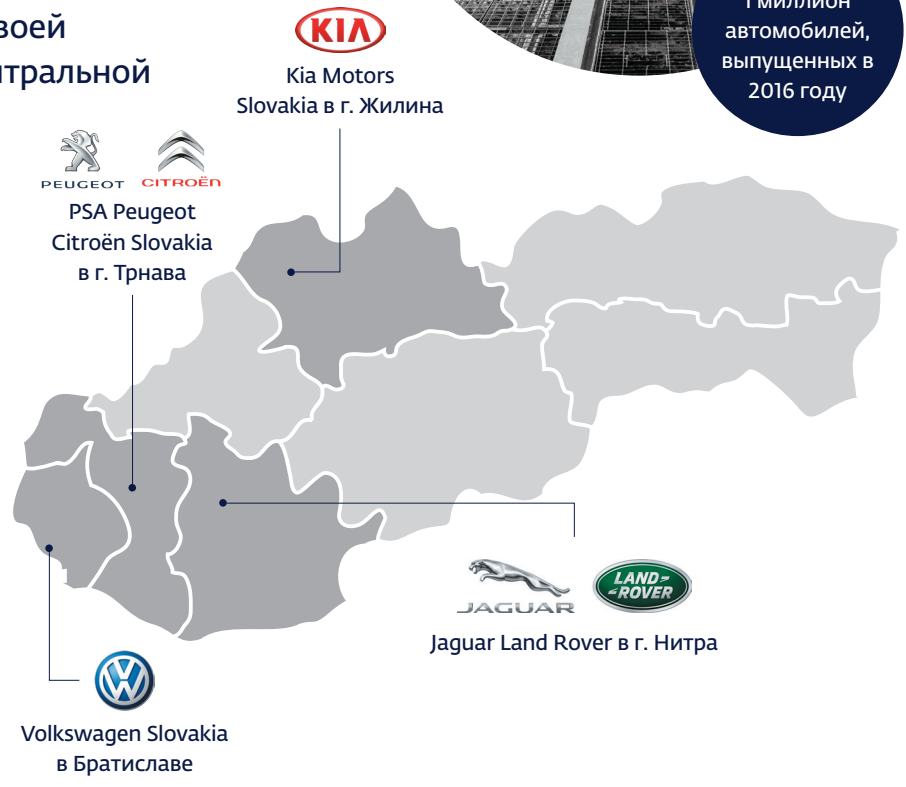 своей
нтральной
KIA
Kia Motors
Slovakia в г. Жилина
1 миллион
автомобилей,
выпущенных в
2016 году
PEUGEOT CITROËN
PSA Peugeot
Citroën Slovakia
в г. Трнава
JAGUAR
LAND-
ROVER
Jaguar Land Rover в г. Нитра
Volkswagen Slovakia
в Братиславе